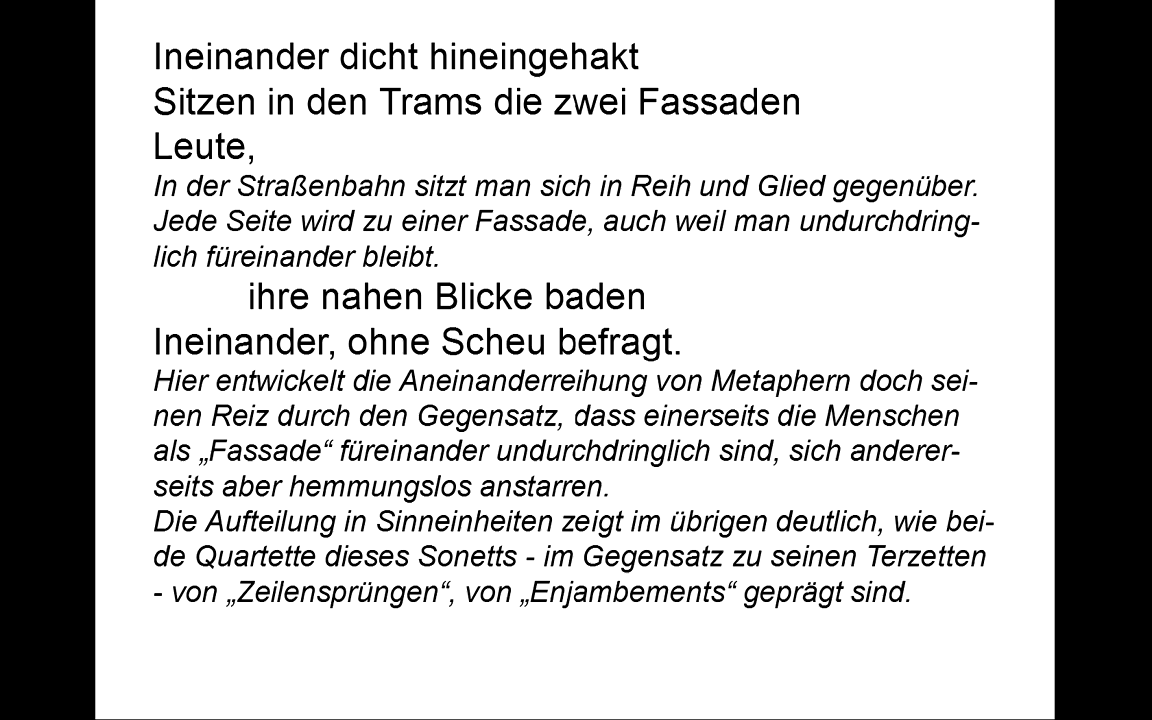 Ineinander dicht hineingehakt
Sitzen in den Trams die zwei Fassaden
Leute,
In der Straßenbahn sitzt man sich in Reih und Glied gegenüber.
Jede Seite wird zu einer Fassade, auch weil man undurchdring-
lich füreinander bleibt.
ihre nahen Blicke baden
Ineinander, ohne Scheu befragt.
Hier entwickelt die Aneinanderreihung von Metaphern doch sei-
nen Reiz durch den Gegensatz, dass einerseits die Menschen
als „Fassade“ füreinander undurchdringlich sind, sich anderer-
seits aber hemmungslos anstarren.
Die Aufteilung in Sinneinheiten zeigt im übrigen deutlich, wie bei-
de Quartette dieses Sonetts - im Gegensatz zu seinen Terzetten
- von „Zeilensprüngen“, von „Enjambements“ geprägt sind.